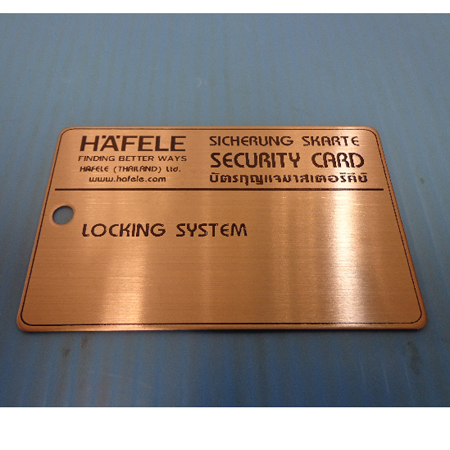 HÄFELE
FINDING BETTER WAYS
HÄFELE (THAILAND) Ltd.
www.hafele.com
SICHERUNG SKARTE
SECURITY CARD
บัตรกุญแจมาสเตอร์คีย์
LOCKING SYSTEM